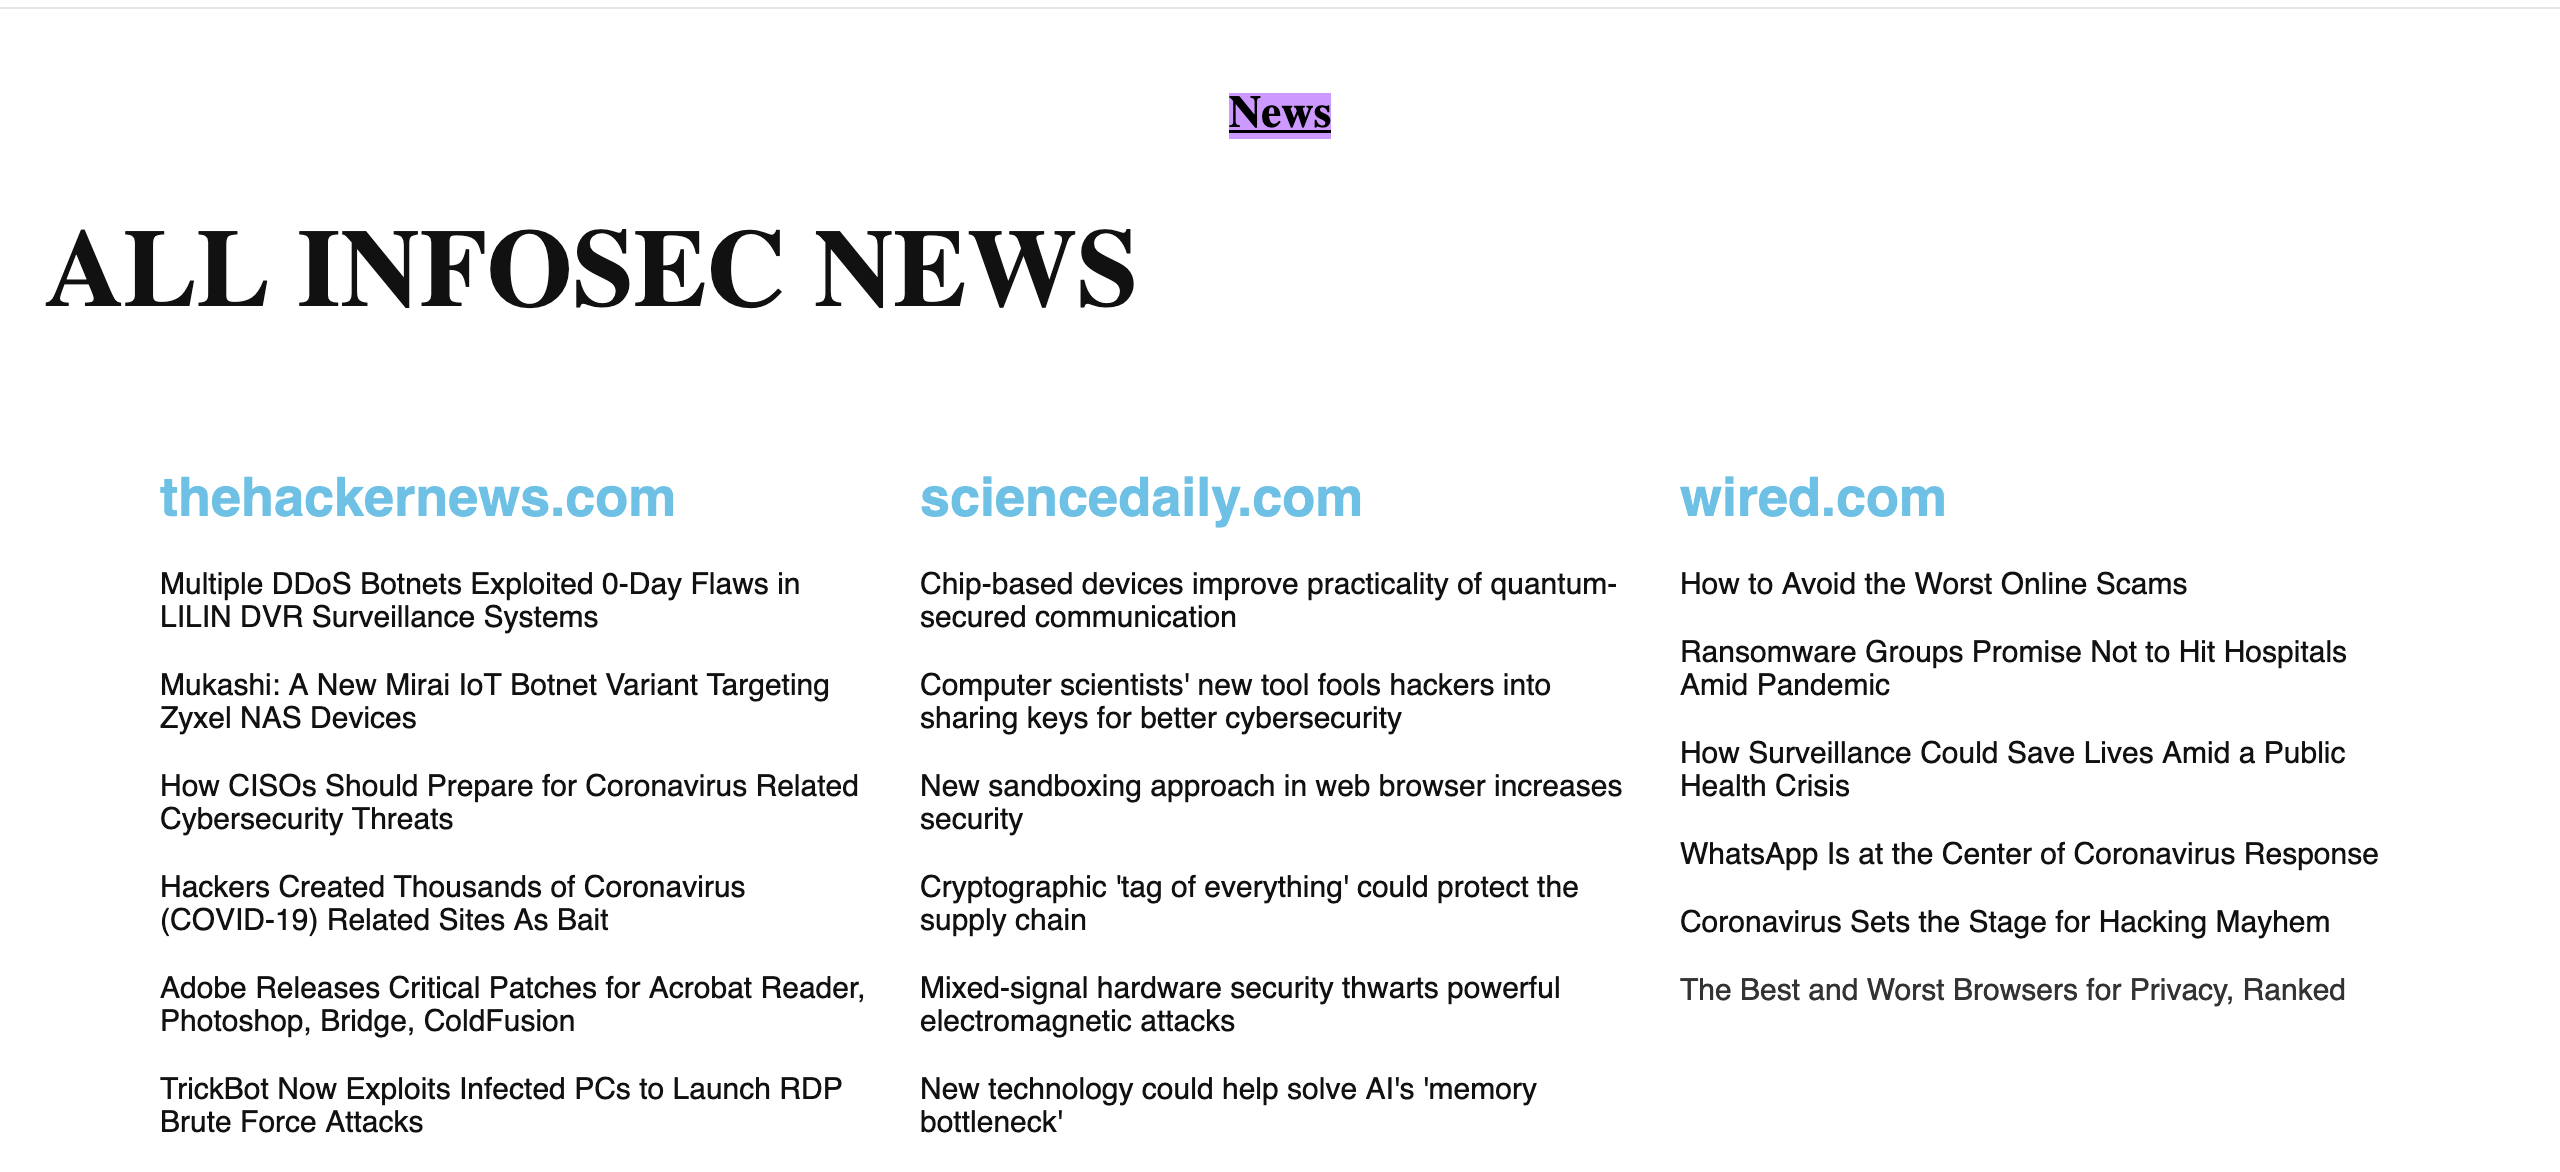 News
ALL INFOSEC NEWS
thehackernews.com
Multiple DDoS Botnets Exploited 0-Day Flaws in
LILIN DVR Surveillance Systems
Mukashi: A New Mirai IoT Botnet Variant Targeting
Zyxel NAS Devices
How CISOs Should Prepare for Coronavirus Related
Cybersecurity Threats
Hackers Created Thousands of Coronavirus
(COVID-19) Related Sites As Bait
Adobe Releases Critical Patches for Acrobat Reader,
Photoshop, Bridge, ColdFusion
TrickBot Now Exploits Infected PCs to Launch RDP
Brute Force Attacks
sciencedaily.com
Chip-based devices improve practicality of quantum-
secured communication
Computer scientists' new tool fools hackers into
sharing keys for better cybersecurity
New sandboxing approach in web browser increases
security
Cryptographic 'tag of everything' could protect the
supply chain
Mixed-signal hardware security thwarts powerful
electromagnetic attacks
New technology could help solve AI's 'memory
bottleneck'
wired.com
How to Avoid the Worst Online Scams
Ransomware Groups Promise Not to Hit Hospitals
Amid Pandemic
How Surveillance Could Save Lives Amid a Public
Health Crisis
WhatsApp Is at the Center of Coronavirus Response
Coronavirus Sets the Stage for Hacking Mayhem
The Best and Worst Browsers for Privacy, Ranked